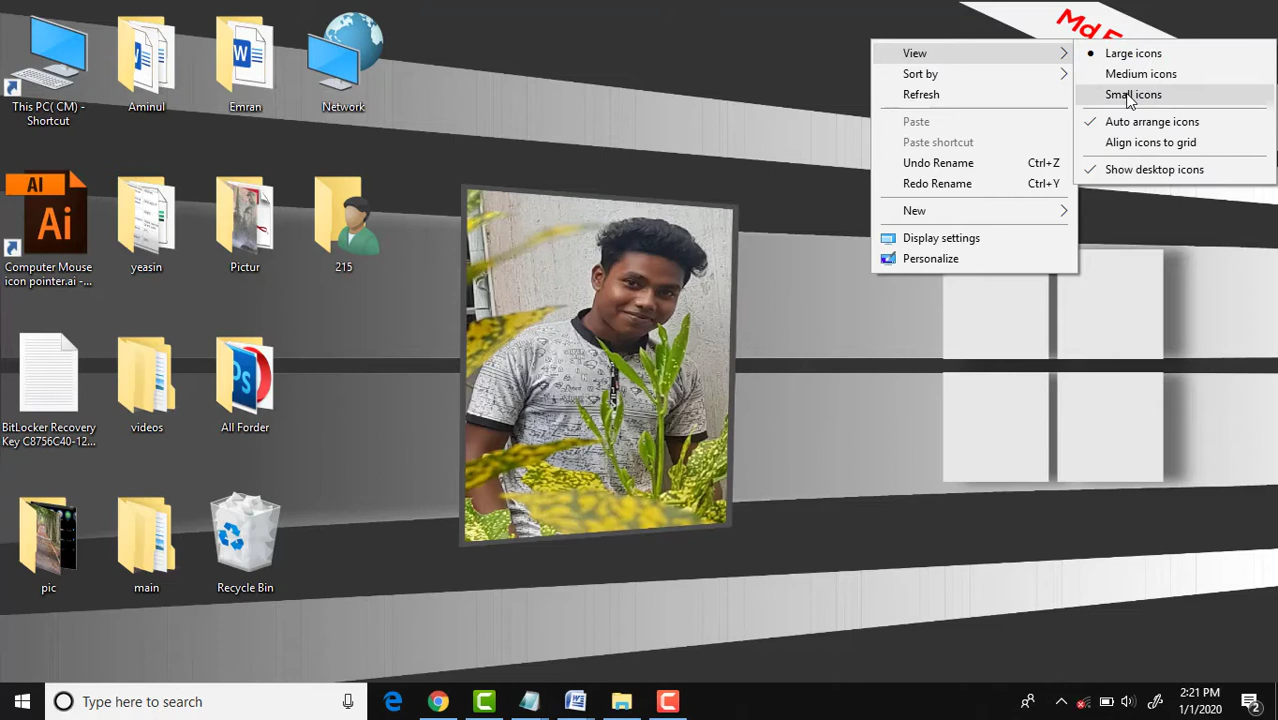 Md E
This PC( CM) -
Shortcut
Aminul
Emran
Network
AI
Ai
Computer Mouse
icon pointer.ai -...
yeasin
Pictur
215
BitLocker Recovery
Key C8756C40-12...
videos
Ps
All Forder
pic
main
Recycle Bin
View
Sort by
Refresh
Paste
Paste shortcut
Undo Rename Ctrl+Z
Redo Rename Ctrl+Y
New
Display settings
Personalize
Large icons
Medium icons
Small icons
Auto arrange icons
Align icons to grid
Show desktop icons
Type here to search
2:21 PM
1/1/2020
2